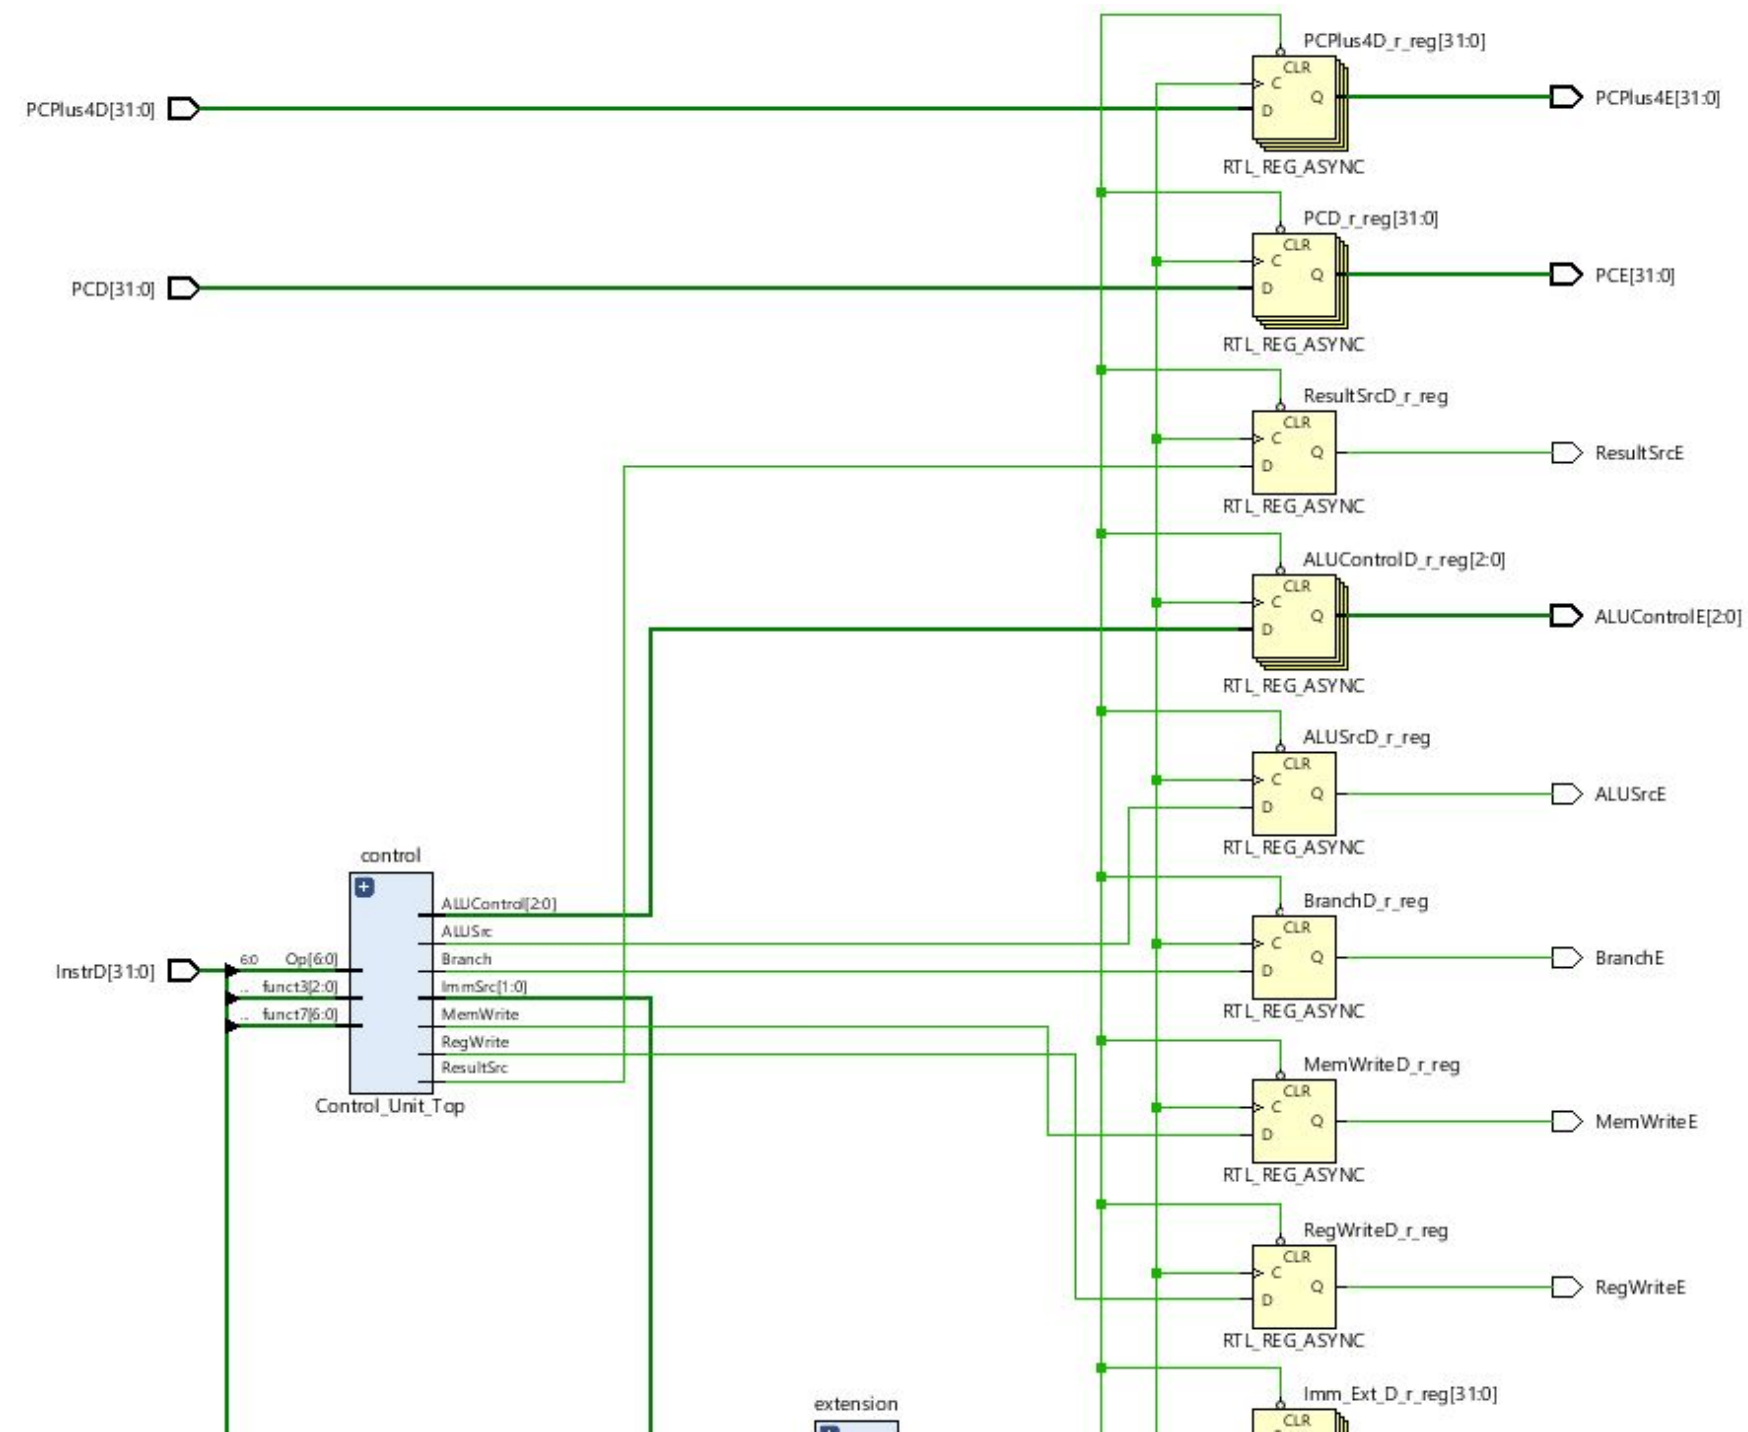 PCPlus4D_r_reg[31:0]
CLR
C
PCPlus4D[31:0]
Q
PCPlus4E[31:0]
D
RTL_REG_ASYNC
PCD_r_reg[31:0]
CLR
C
PCD[31:0]
Q
PCE[31:0]
D
RTL_REG_ASYNC
ResultSrcD_r_reg
CLR
C
Q
ResultSrcE
D
RTL_REG_ASYNC
ALUControlD_r_reg[2:0]
CLR
C
Q
ALUControlE[2:0]
D
RTL_REG_ASYNC
ALUSrcD_r_reg
CLR
C
Q
ALUSrcE
D
RTL_REG_ASYNC
control
ALUControl[2:0]
ALUSrc
Branch
ImmSrc[1:0]
MemWrite
RegWrite
ResultSrc
InstrD[31:0]
6:0
Op[6:0]
.. funct3[2:0]
.. funct7[6:0]
Control_Unit_Top
BranchD_r_reg
CLR
C
Q
BranchE
D
RTL_REG_ASYNC
MemWriteD_r_reg
CLR
C
Q
MemWriteE
D
RTL_REG_ASYNC
RegWriteD_r_reg
CLR
C
Q
RegWriteE
D
RTL_REG_ASYNC
Imm_Ext_D_r_reg[31:0]
CLR
extension